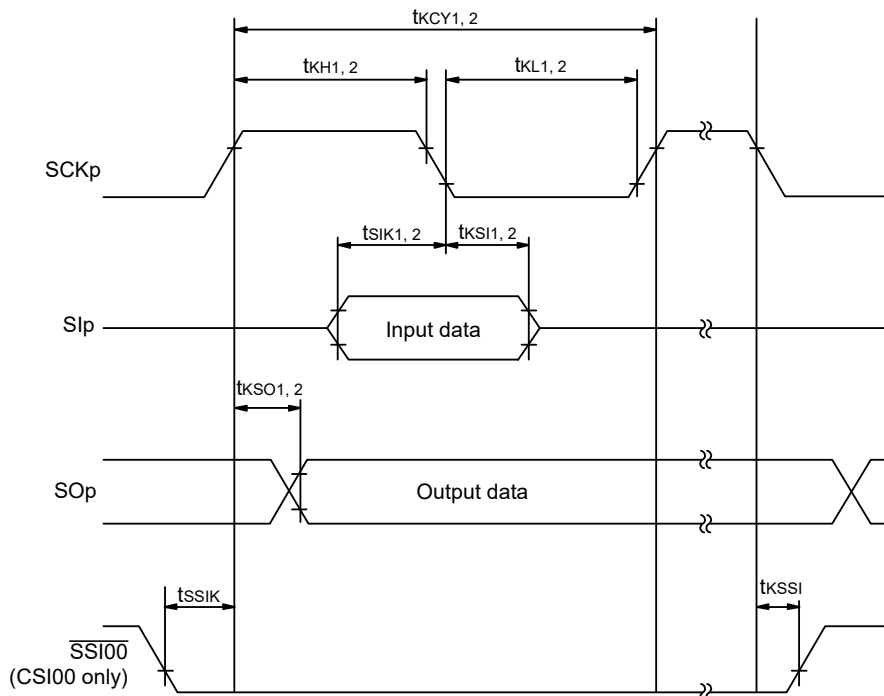 tKCY1, 2
tKH1, 2
tKL1, 2
SCKp
tSIK1, 2
tKSI1, 2
SIp
Input data
tKSO1, 2
SOp
Output data
tSSIK
tKSSI
SSI00
(CSI00 only)